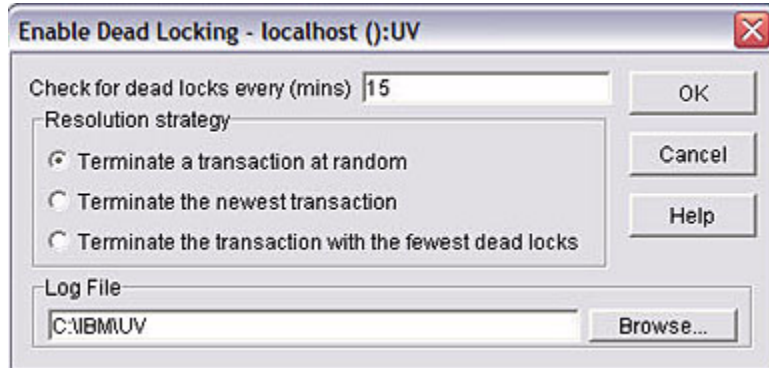 Enable Dead Locking - localhost ():UV
Check for dead locks every (mins) 15
OK
Resolution strategy
Terminate a transaction at random
Cancel
Terminate the newest transaction
Help
Terminate the transaction with the fewest dead locks
Log File
C:\IBM\UV
Browse...